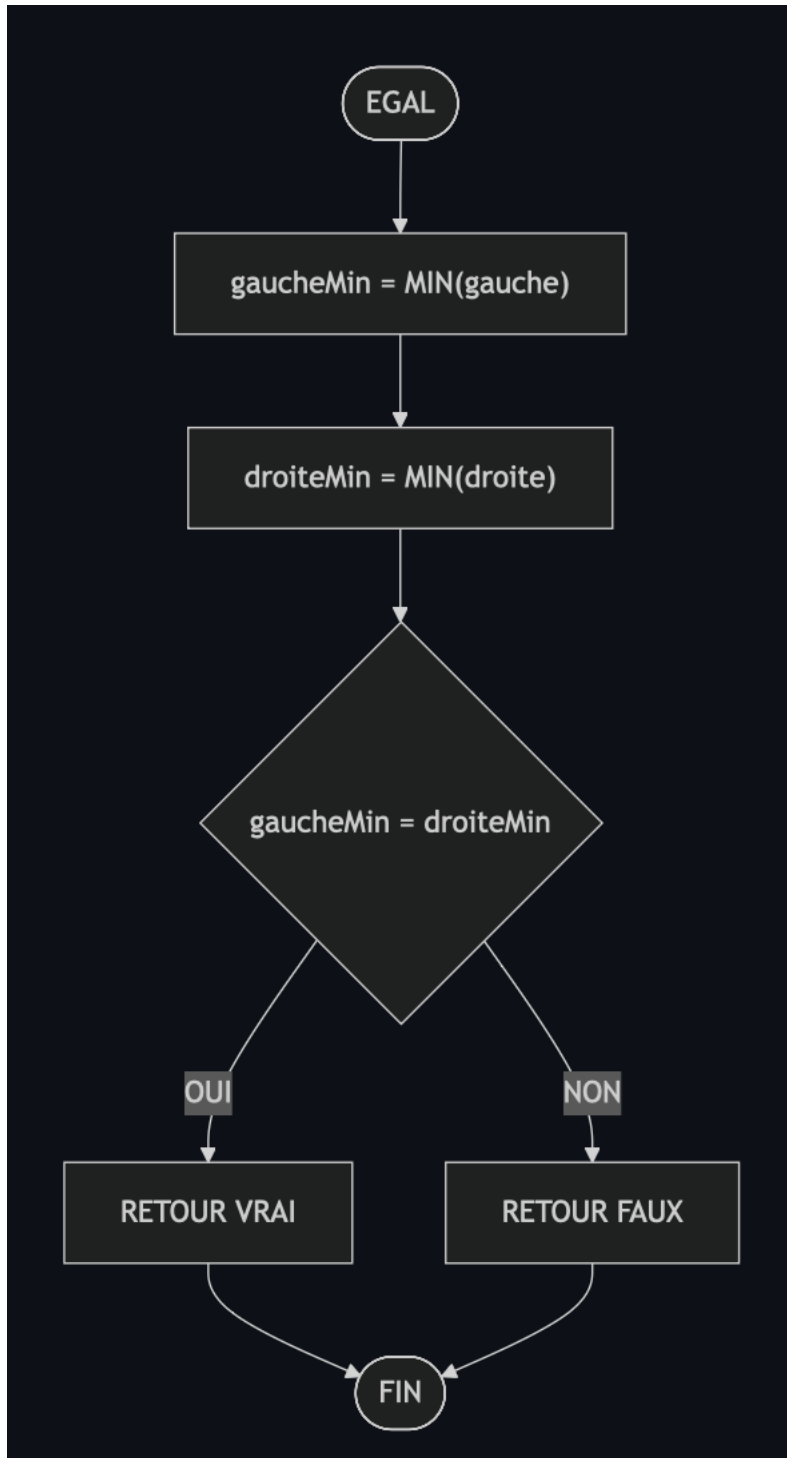 EGAL
gaucheMin = MIN(gauche)
droiteMin = MIN(droite)
gaucheMin = droiteMin
OUI
NON
RETOUR VRAI
RETOUR FAUX
FIN